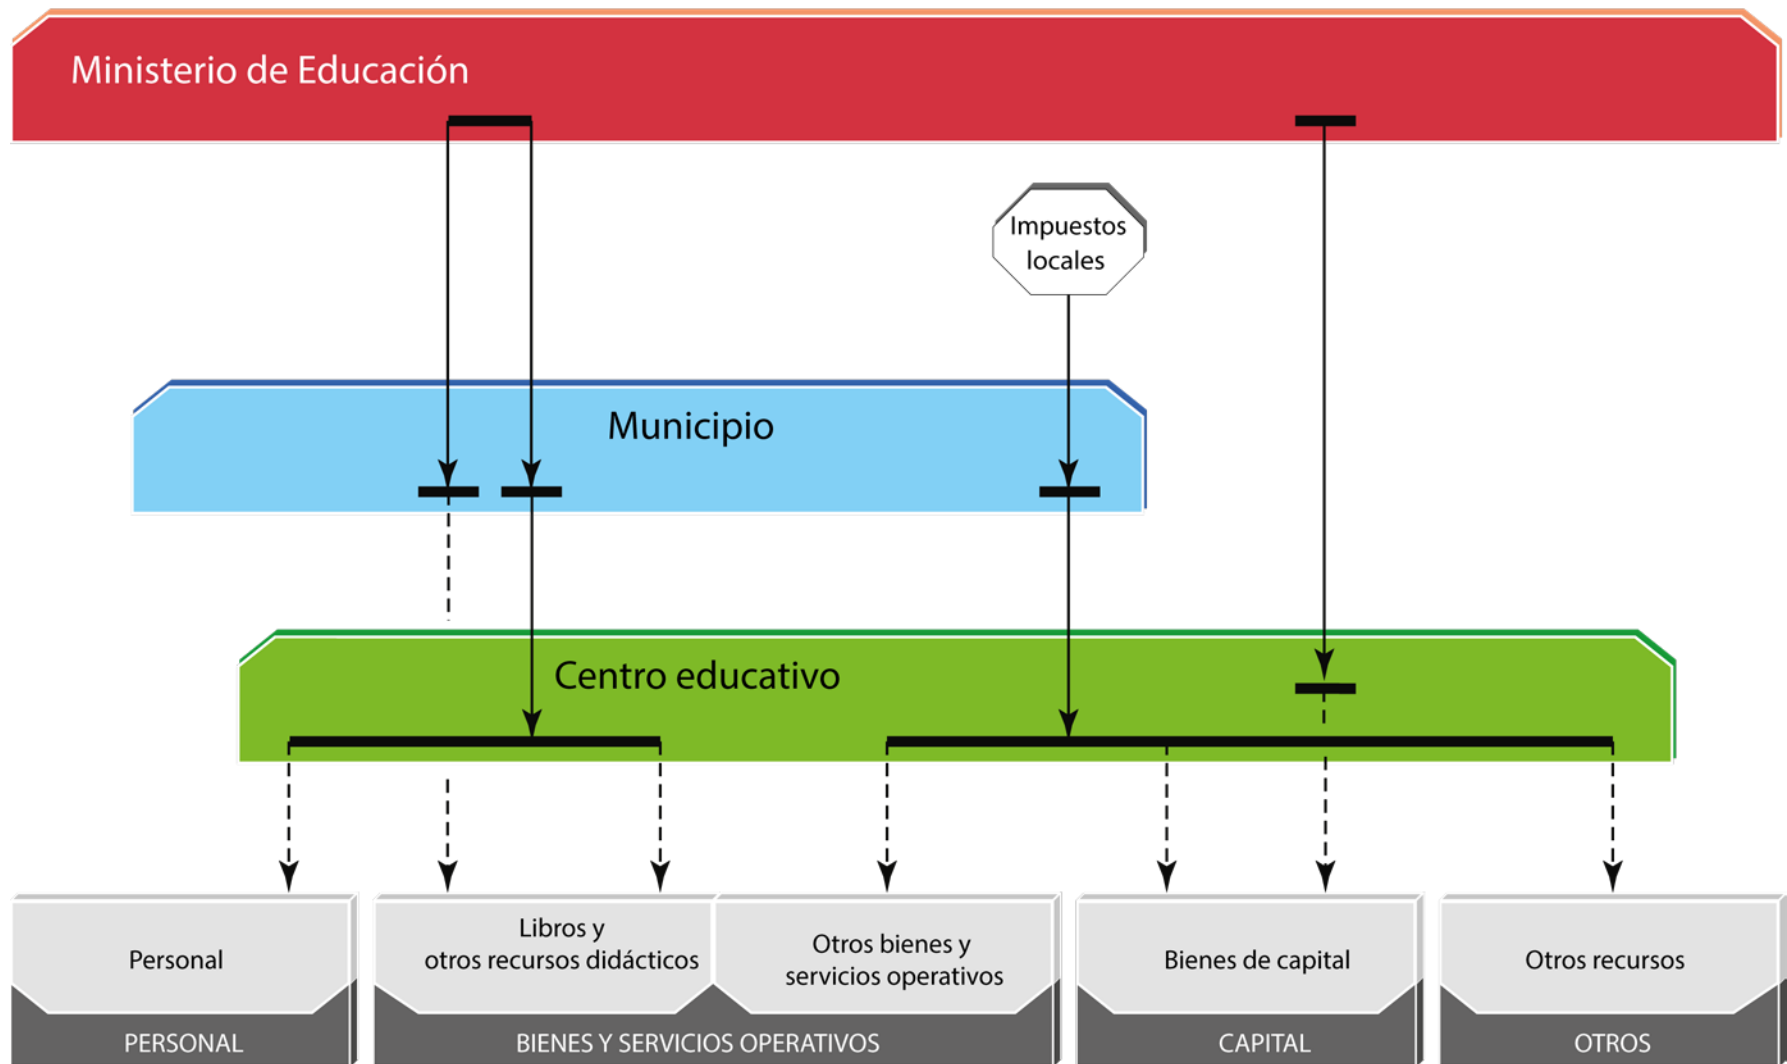 Ministerio de Educación
Impuestos
locales
Municipio
Centro educativo
Personal
Libros y
otros recursos didácticos
Otros bienes y
servicios operativos
Bienes de capital
Otros recursos
PERSONAL
BIENES Y SERVICIOS OPERATIVOS
CAPITAL
OTROS